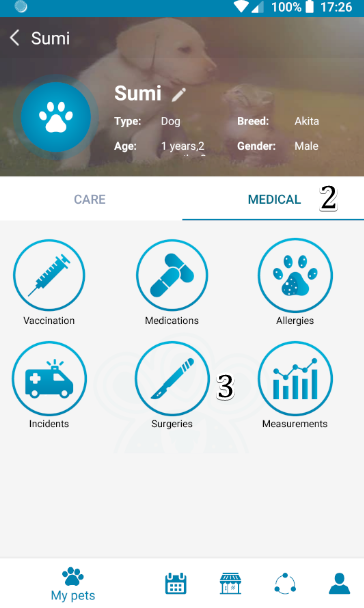 100% 17:26
Sumi
Sumi
Type: Dog Breed: Akita
Age: 1 years,2 Gender: Male
CARE MEDICAL 2
Vaccination Medications Allergies
3
Incidents Surgeries Measurements
My pets